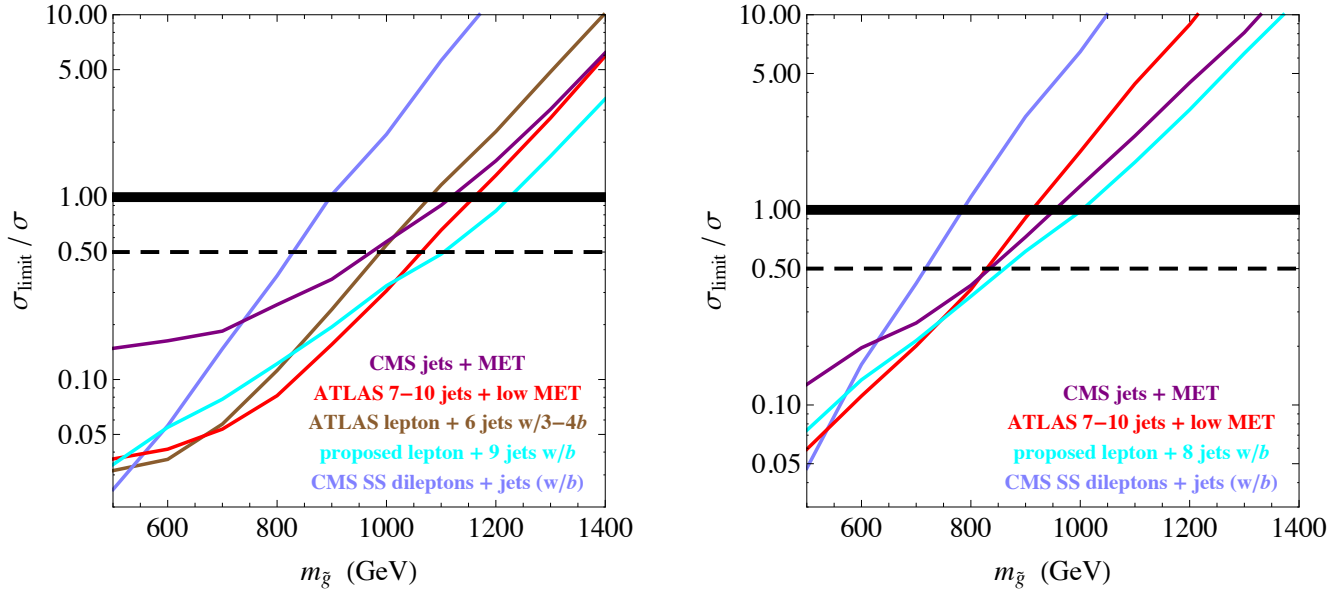 10.00
5.00
1.00
0.50
0.10
0.05
σ_limit / σ
600 800 1000 1200 1400
m_g̃ (GeV)
CMS jets + MET
ATLAS 7−10 jets + low MET
ATLAS lepton + 6 jets w/3−4b
proposed lepton + 9 jets w/b
CMS SS dileptons + jets (w/b)
10.00
5.00
1.00
0.50
0.10
0.05
σ_limit / σ
600 800 1000 1200 1400
m_g̃ (GeV)
CMS jets + MET
ATLAS 7−10 jets + low MET
proposed lepton + 8 jets w/b
CMS SS dileptons + jets (w/b)